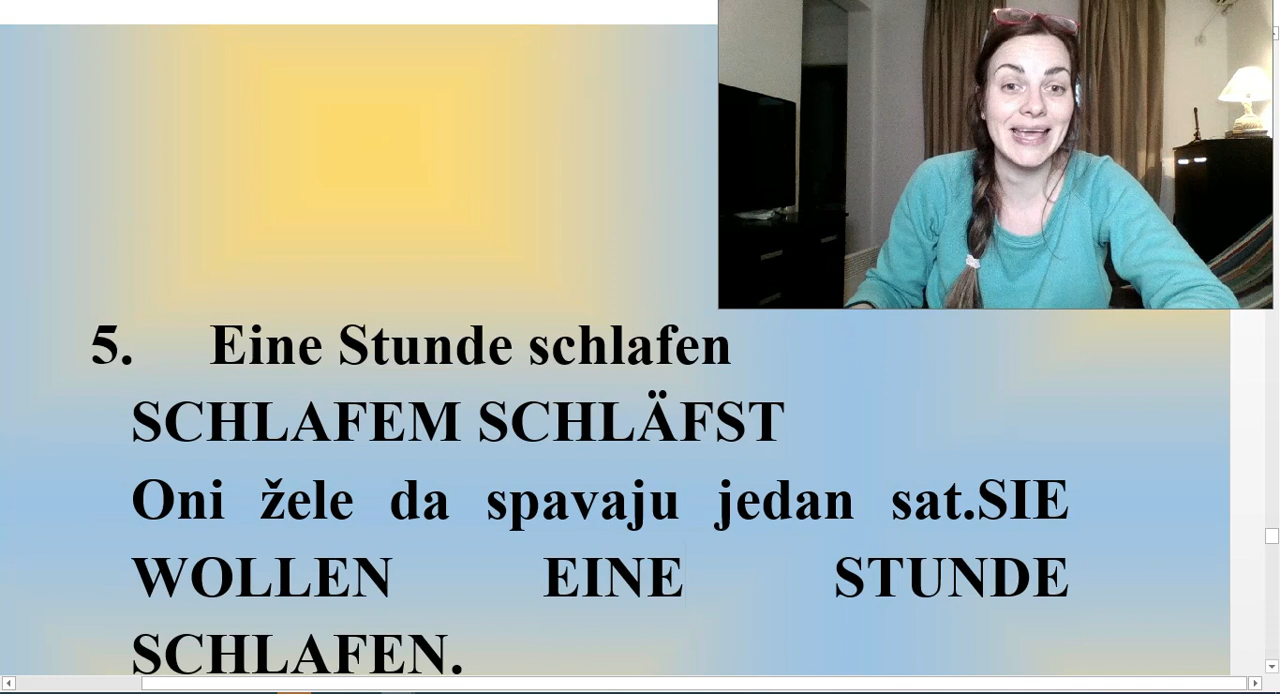 5. Eine Stunde schlafen
SCHLAFEM SCHLÄFST
Oni žele da spavaju jedan sat.SIE
WOLLEN EINE STUNDE
SCHLAFEN.